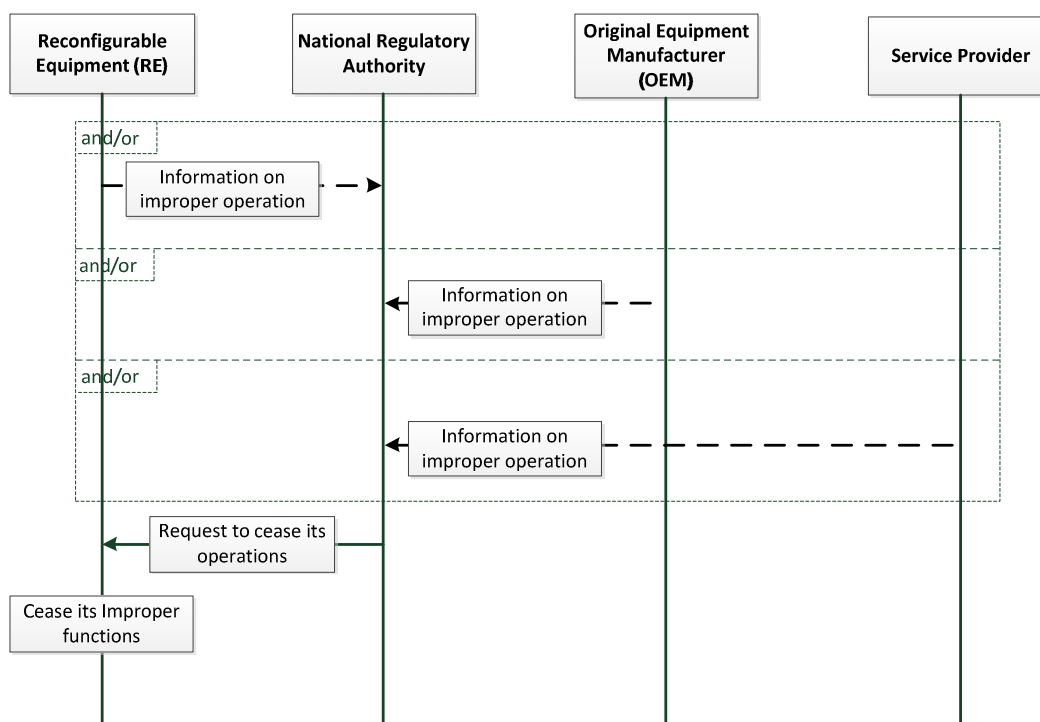 Reconfigurable
Equipment (RE)
National Regulatory
Authority
Original Equipment
Manufacturer
(OEM)
Service Provider
and/or
Information on
improper operation
and/or
Information on
improper operation
and/or
Information on
improper operation
Request to cease its
operations
Cease its Improper
functions